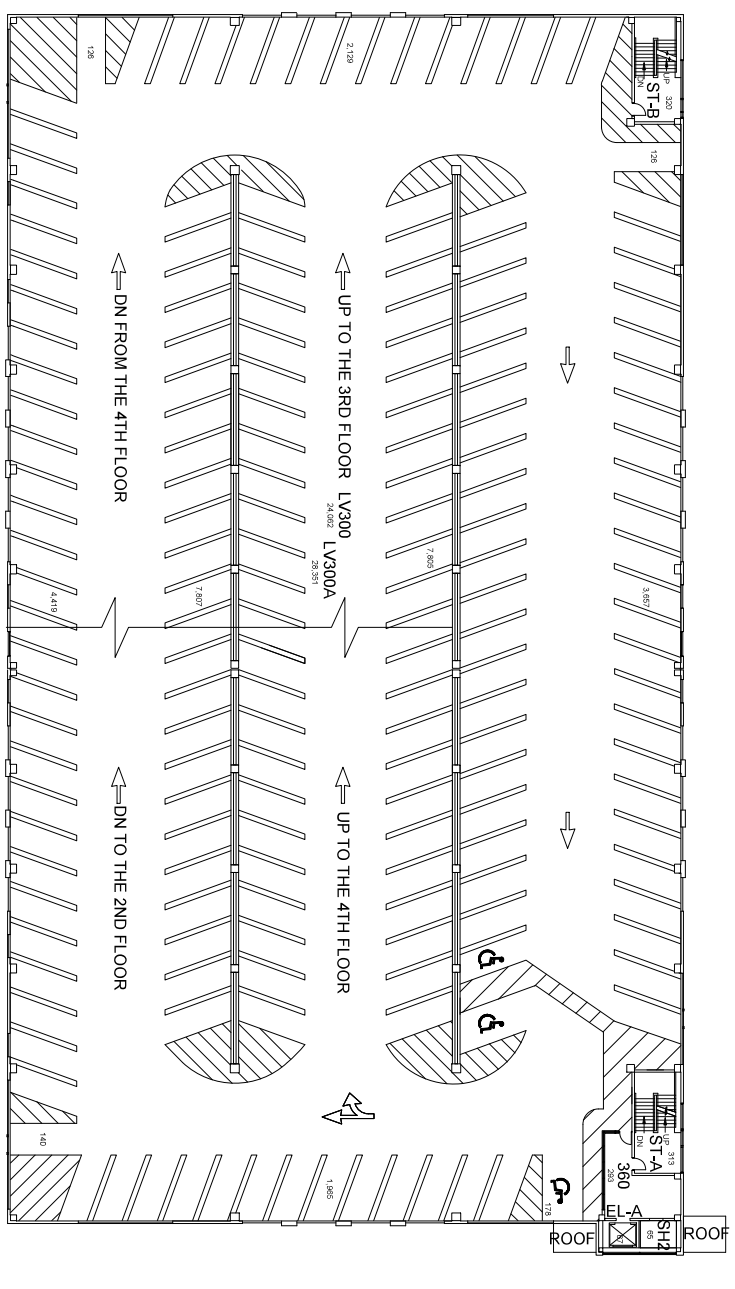 126
2,129
UP
DN
ST-B
320
126
DN FROM THE 4TH FLOOR
UP TO THE 3RD FLOOR
LV300
24,062
LV300A
28,351
7,805
4,419
7,807
3,657
DN TO THE 2ND FLOOR
UP TO THE 4TH FLOOR
140
1,965
178
UP
DN
ST-A
313
360
293
EL-A
57
65
SH2
ROOF
ROOF